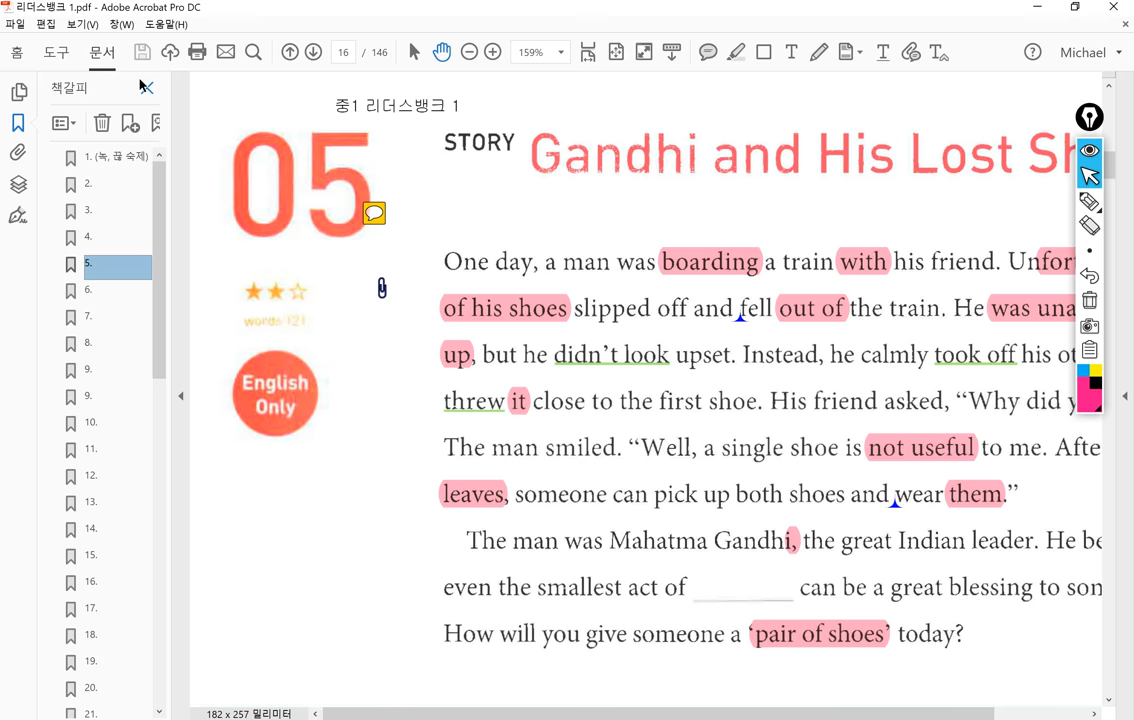 리더스뱅크 1.pdf - Adobe Acrobat Pro DC
파일 편집 보기(V) 창(W) 도움말(H)
홈 도구 문서 16 / 146 159% Michael
책갈피
1. (녹, 끊 숙제)
2.
3.
4.
5.
6.
7.
8.
9.
9.
10.
11.
12.
13.
14.
15.
16.
17.
18.
19.
20.
21.
중1 리더스뱅크 1
05
STORY Gandhi and His Lost Sh
words 121
English
Only
One day, a man was boarding a train with his friend. Unfor
of his shoes slipped off and fell out of the train. He was una
up, but he didn’t look upset. Instead, he calmly took off his ot
threw it close to the first shoe. His friend asked, “Why did y
The man smiled. “Well, a single shoe is not useful to me. Afte
leaves, someone can pick up both shoes and wear them.”
The man was Mahatma Gandhi, the great Indian leader. He be
even the smallest act of ________ can be a great blessing to son
How will you give someone a ‘pair of shoes’ today?
182 x 257 밀리미터